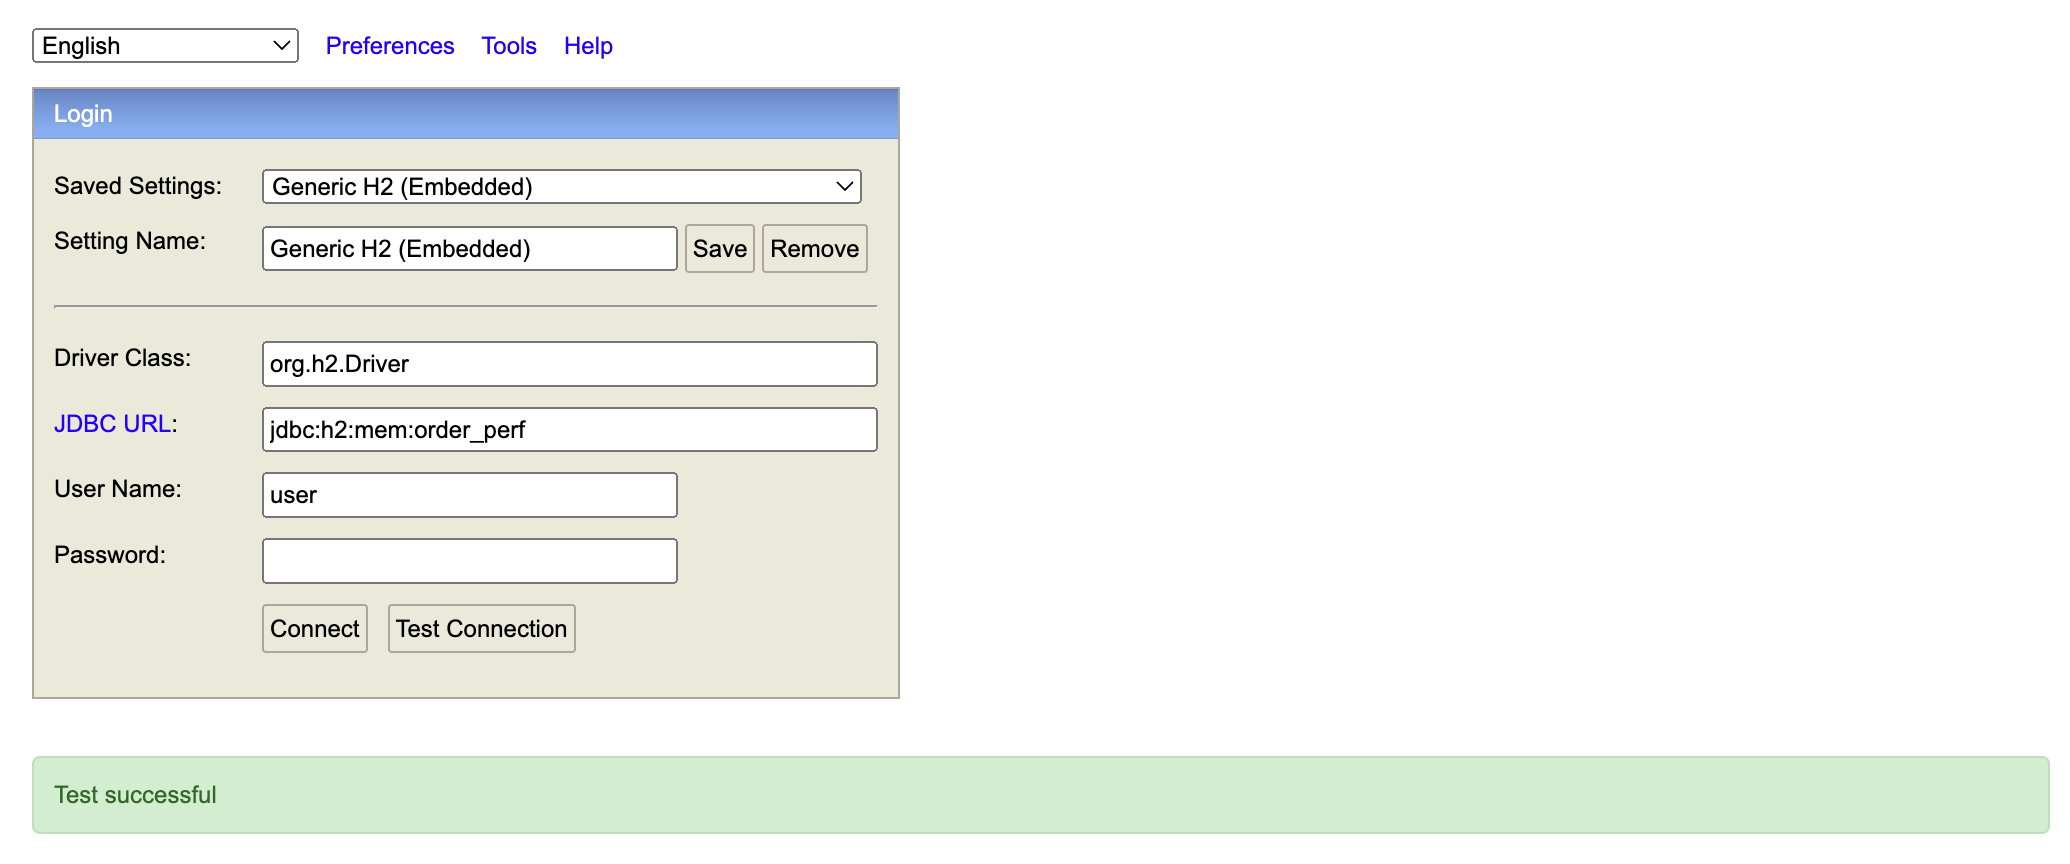 English Preferences Tools Help
Login
Saved Settings: Generic H2 (Embedded)
Setting Name: Generic H2 (Embedded) Save Remove
Driver Class: org.h2.Driver
JDBC URL: jdbc:h2:mem:order_perf
User Name: user
Password:
Connect Test Connection
Test successful